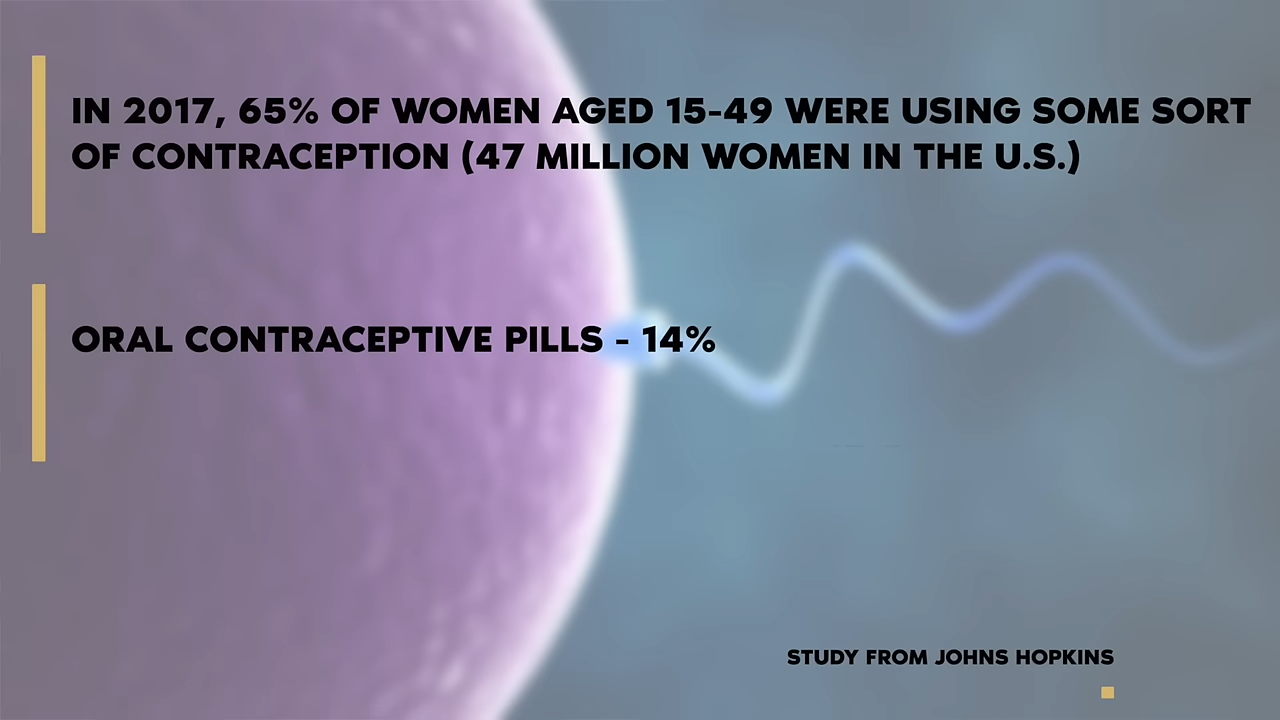 IN 2017, 65% OF WOMEN AGED 15-49 WERE USING SOME SORT
OF CONTRACEPTION (47 MILLION WOMEN IN THE U.S.)
ORAL CONTRACEPTIVE PILLS - 14%
STUDY FROM JOHNS HOPKINS